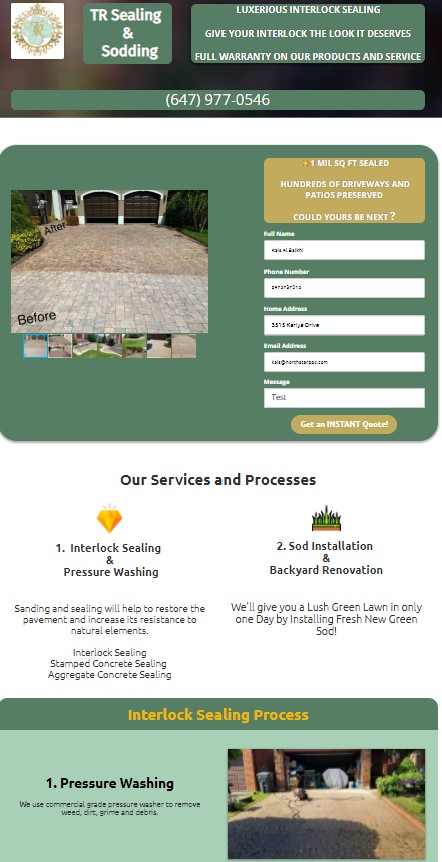 TR Sealing
&
Sodding
LUXERIOUS INTERLOCK SEALING
GIVE YOUR INTERLOCK THE LOOK IT DESERVES
FULL WARRANTY ON OUR PRODUCTS AND SERVICE
(647) 977-0546
After
Before
1 MIL SQ FT SEALED
HUNDREDS OF DRIVEWAYS AND
PATIOS PRESERVED
COULD YOURS BE NEXT ?
Full Name
Kais Al Balkhi
Phone Number
Home Address
3515 Kariya Drive
Email Address
kais@northstarppc.com
Message
Test
Get an INSTANT Quote!
Our Services and Processes
1. Interlock Sealing
&
Pressure Washing
Sanding and sealing will help to restore the
pavement and increase its resistance to
natural elements.
Interlock Sealing
Stamped Concrete Sealing
Aggregate Concrete Sealing
2. Sod Installation
&
Backyard Renovation
We'll give you a Lush Green Lawn in only
one Day by Installing Fresh New Green
Sod!
Interlock Sealing Process
1. Pressure Washing
We use commercial grade pressure washer to remove
weed, dirt, grime and debris.